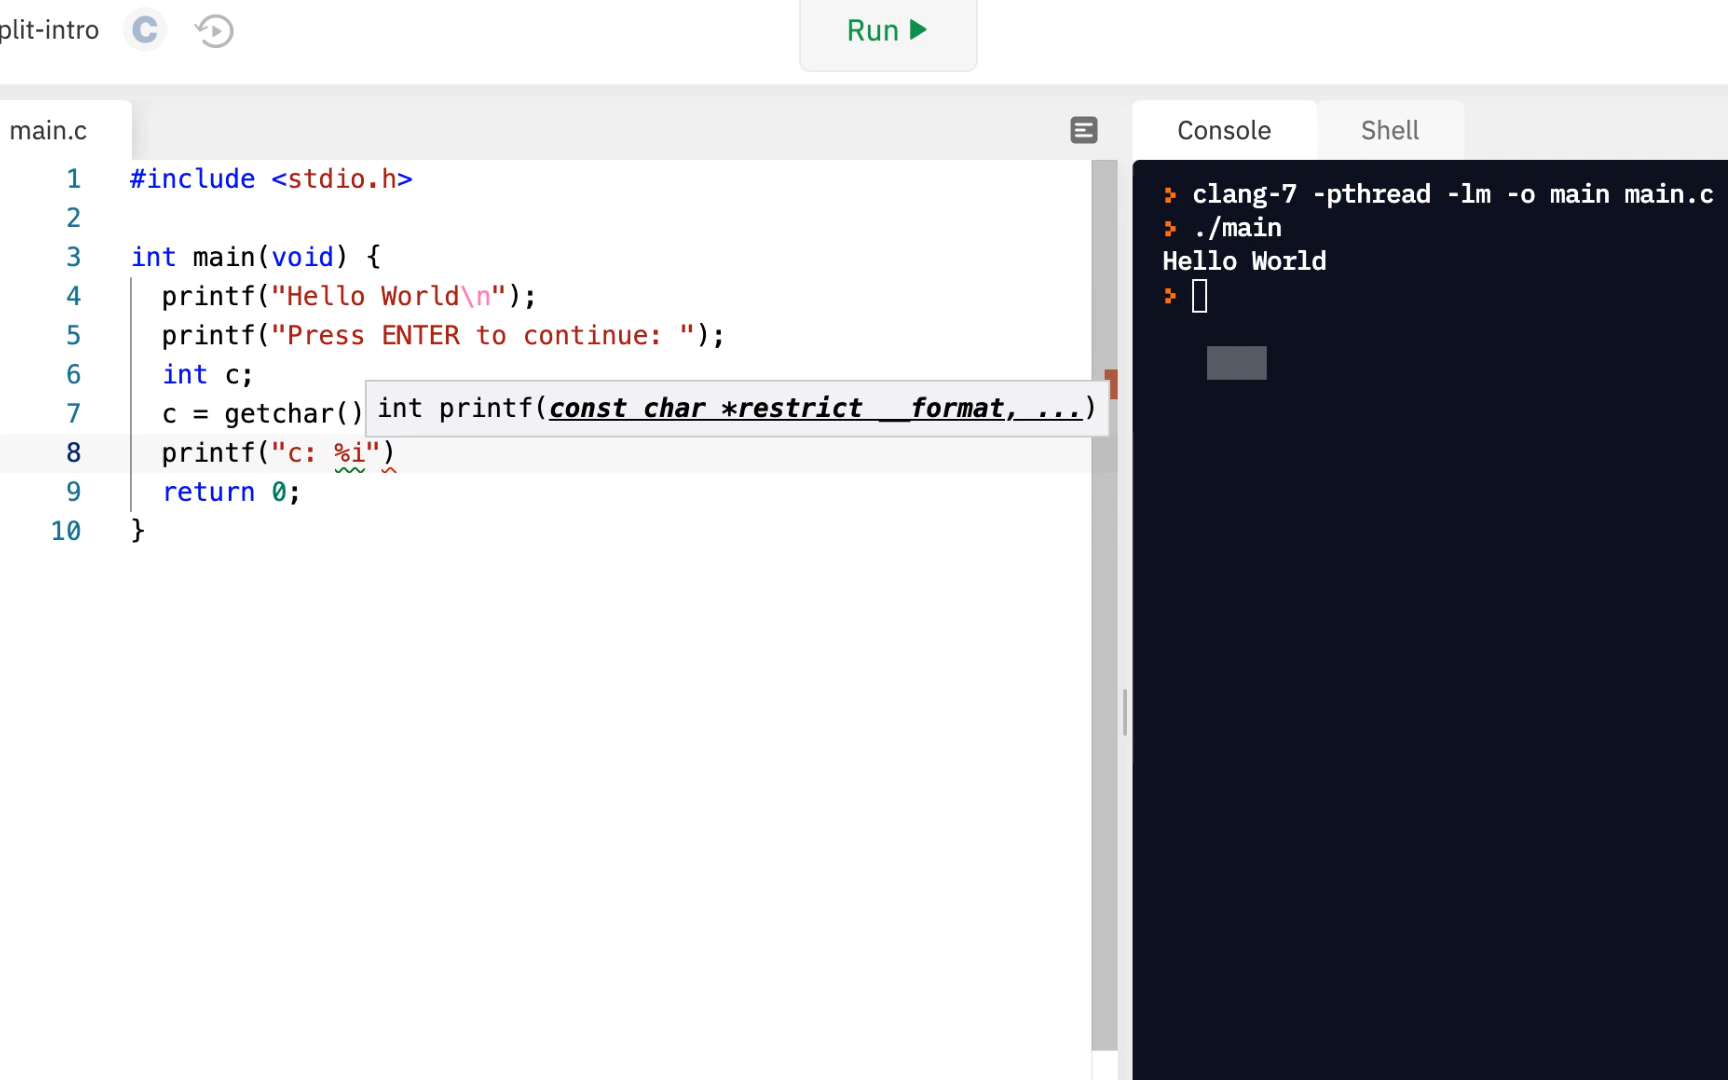 plit-intro C Run
main.c
Console Shell
1 #include <stdio.h>
2
3 int main(void) {
4 printf("Hello World\n");
5 printf("Press ENTER to continue: ");
6 int c;
7 c = getchar()
int printf(const char *restrict __format, ...)
8 printf("c: %i")
9 return 0;
10 }
clang-7 -pthread -lm -o main main.c
./main
Hello World